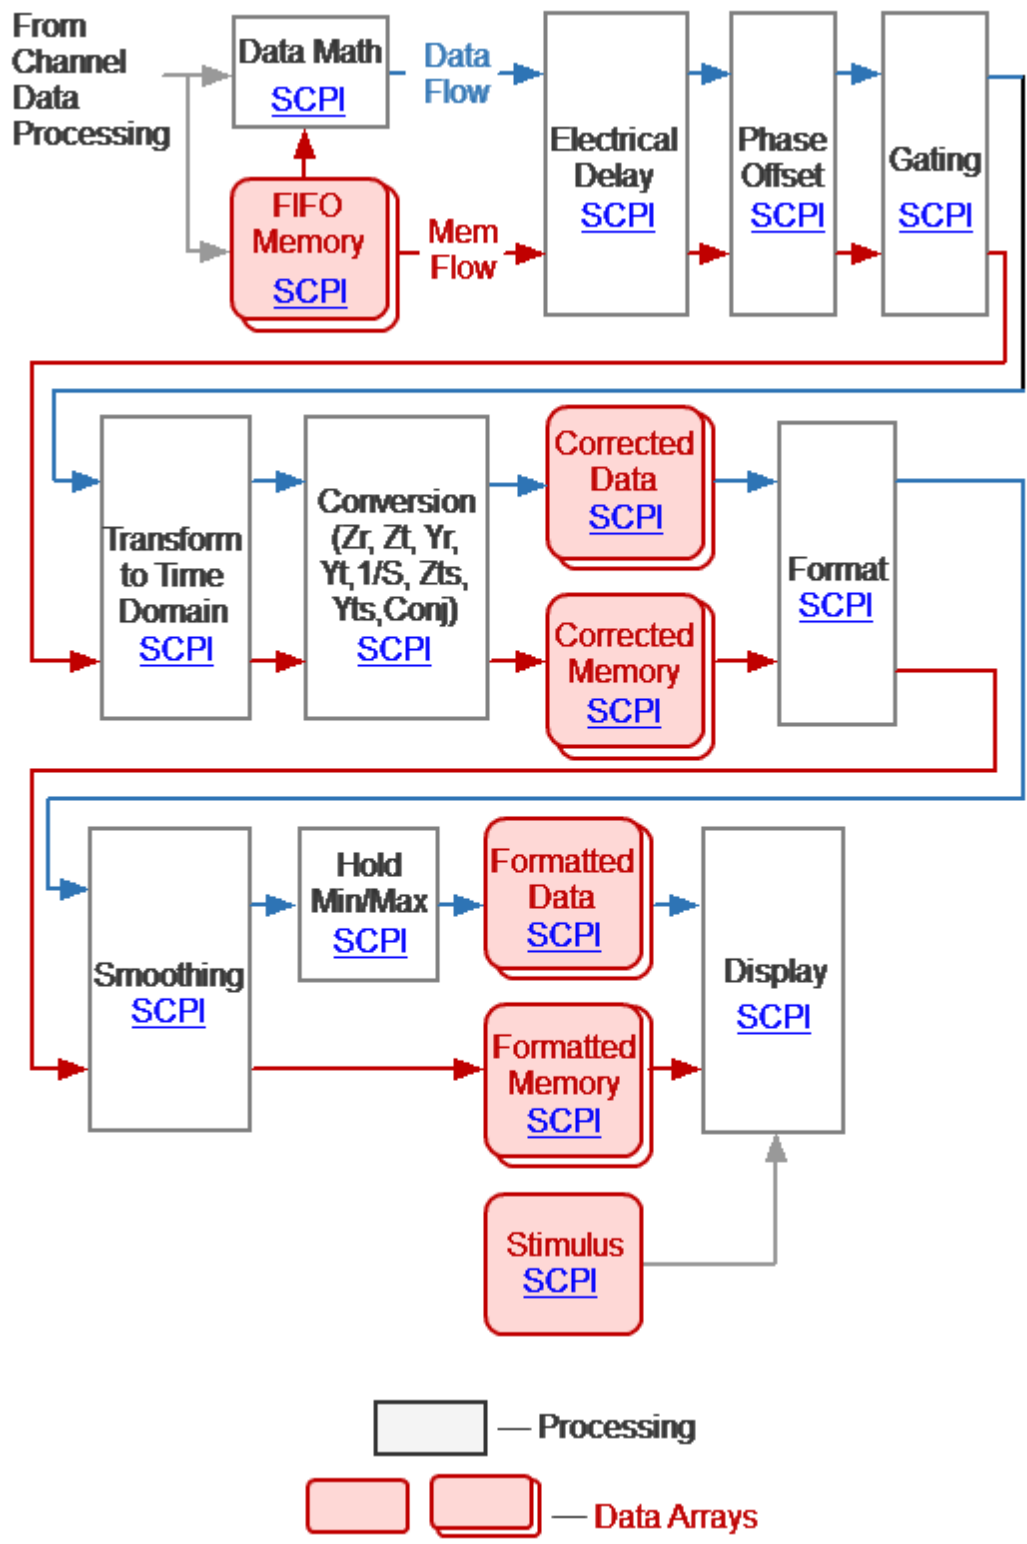 From
Channel
Data
Processing
Data Math
SCPI
Data
Flow
FIFO
Memory
SCPI
Mem
Flow
Electrical
Delay
SCPI
Phase
Offset
SCPI
Gating
SCPI
Transform
to Time
Domain
SCPI
Conversion
(Zr, Zt, Yr,
Yt,1/S, Zts,
Yts,Conj)
SCPI
Corrected
Data
SCPI
Corrected
Memory
SCPI
Format
SCPI
Smoothing
SCPI
Hold
Min/Max
SCPI
Formatted
Data
SCPI
Formatted
Memory
SCPI
Display
SCPI
Stimulus
SCPI
Processing
Data Arrays